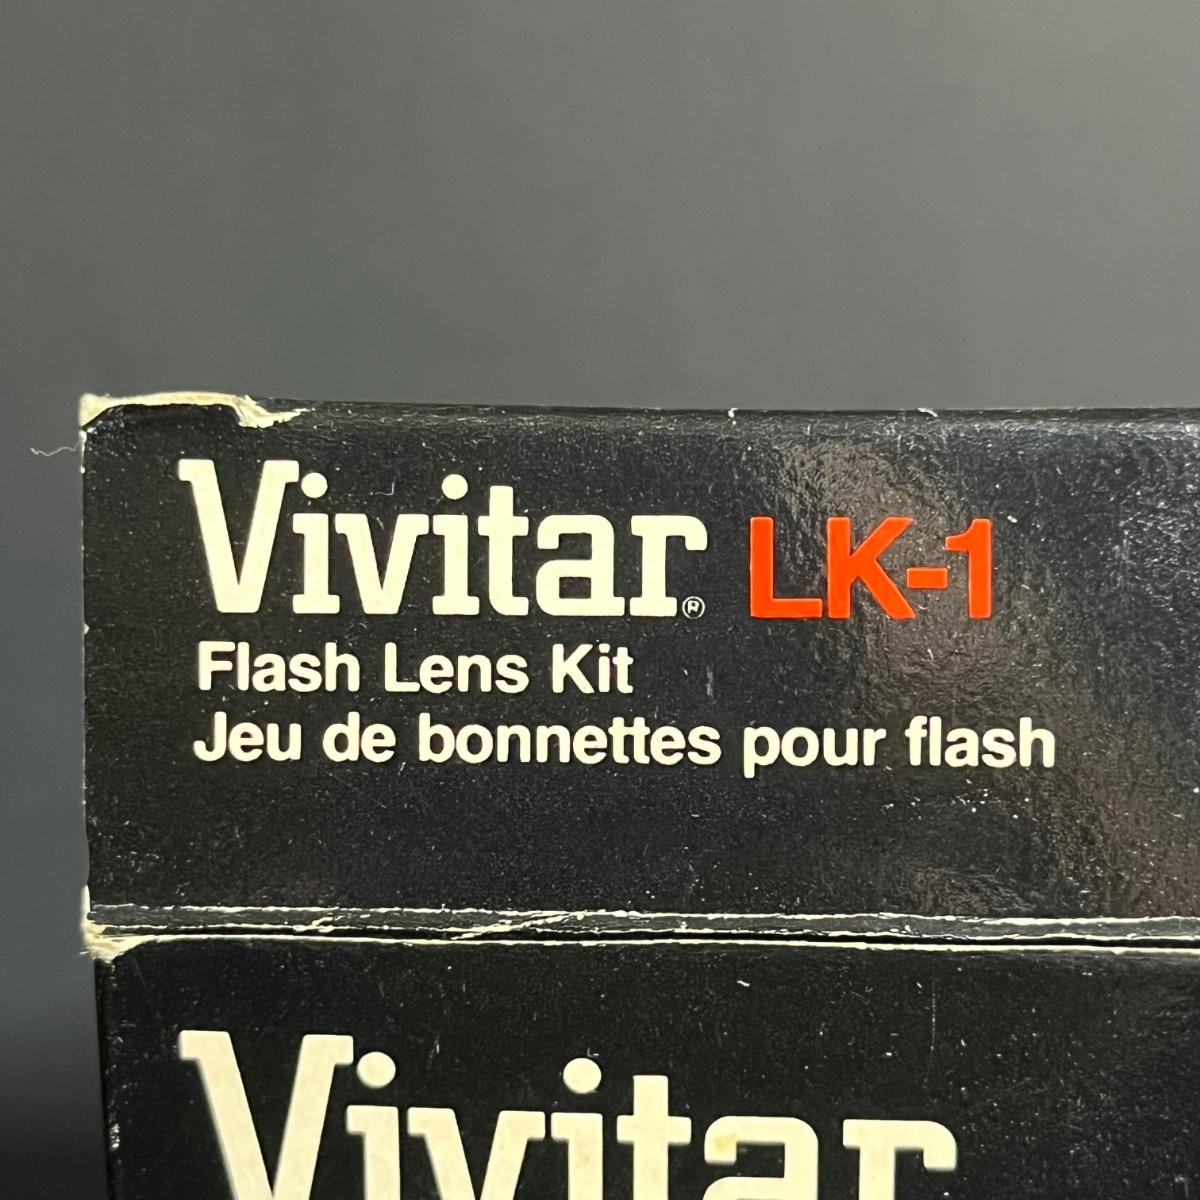 Vivitar® LK-1
Flash Lens Kit
Jeu de bonnettes pour flash
Vivitar